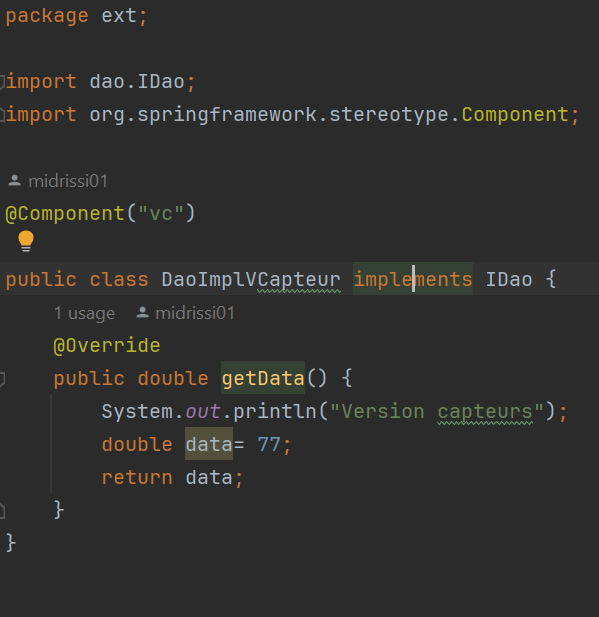 package ext;
import dao.IDao;
import org.springframework.stereotype.Component;
midrissi01
@Component("vc")
public class DaoImplVCapteur implements IDao {
1 usage midrissi01
@Override
public double getData() {
System.out.println("Version capteurs");
double data= 77;
return data;
}
}